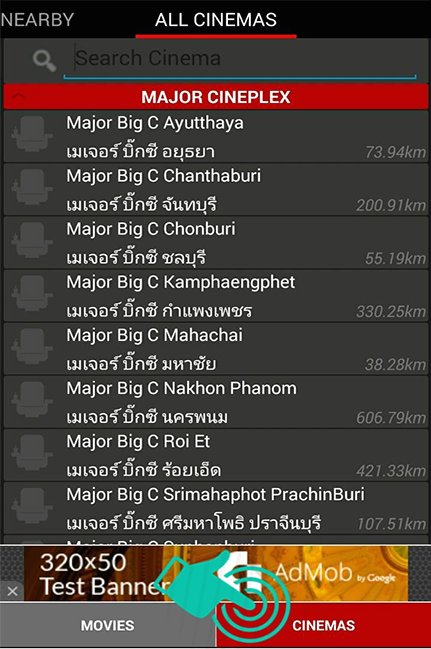 NEARBY
ALL CINEMAS
Search Cinema
MAJOR CINEPLEX
Major Big C Ayutthaya
เมเจอร์ บิ๊กซี อยุธยา
73.94km
Major Big C Chanthaburi
เมเจอร์ บิ๊กซี จันทบุรี
200.91km
Major Big C Chonburi
เมเจอร์ บิ๊กซี ชลบุรี
55.19km
Major Big C Kamphaengphet
เมเจอร์ บิ๊กซี กำแพงเพชร
330.25km
Major Big C Mahachai
เมเจอร์ บิ๊กซี มหาชัย
38.28km
Major Big C Nakhon Phanom
เมเจอร์ บิ๊กซี นครพนม
606.79km
Major Big C Roi Et
เมเจอร์ บิ๊กซี ร้อยเอ็ด
421.33km
Major Big C Srimahaphot PrachinBuri
เมเจอร์ บิ๊กซี ศรีมหาโพธิ ปราจีนบุรี
107.51km
Major Big C
320×50
Test Banner
AdMob by Google
MOVIES
CINEMAS